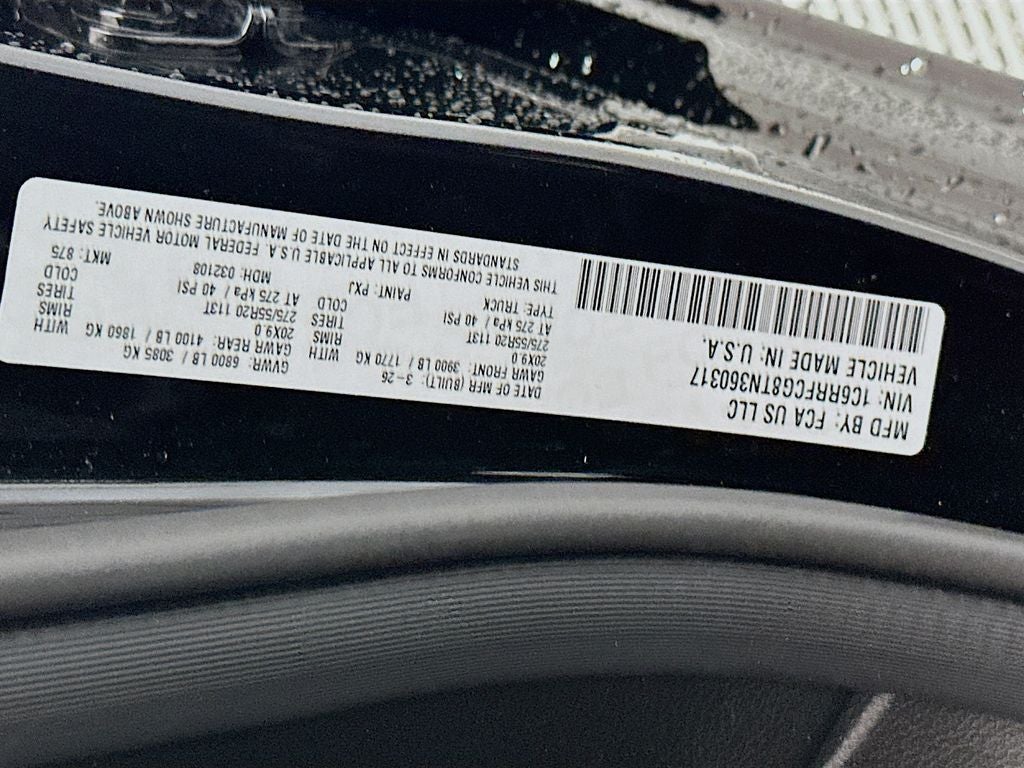 MFD BY: FCA US LLC
VIN: 1C6RRFCG8TN360317
VEHICLE MADE IN: U.S.A.
DATE OF MFR (BUILT): 3-26
GAWR FRONT: 3900 LB / 1770 KG WITH
20X9.0 RIMS
275/55R20 113T TIRES
AT 275 kPa / 40 PSI COLD
TYPE: TRUCK PAINT: PXJ
GVWR: 6800 LB / 3085 KG
GAWR REAR: 4100 LB / 1860 KG WITH
20X9.0 RIMS
275/55R20 113T TIRES
AT 275 kPa / 40 PSI COLD
MDH: 032108 MKT: 875
THIS VEHICLE CONFORMS TO ALL APPLICABLE U.S.A. FEDERAL MOTOR VEHICLE SAFETY
STANDARDS IN EFFECT ON THE DATE OF MANUFACTURE SHOWN ABOVE.